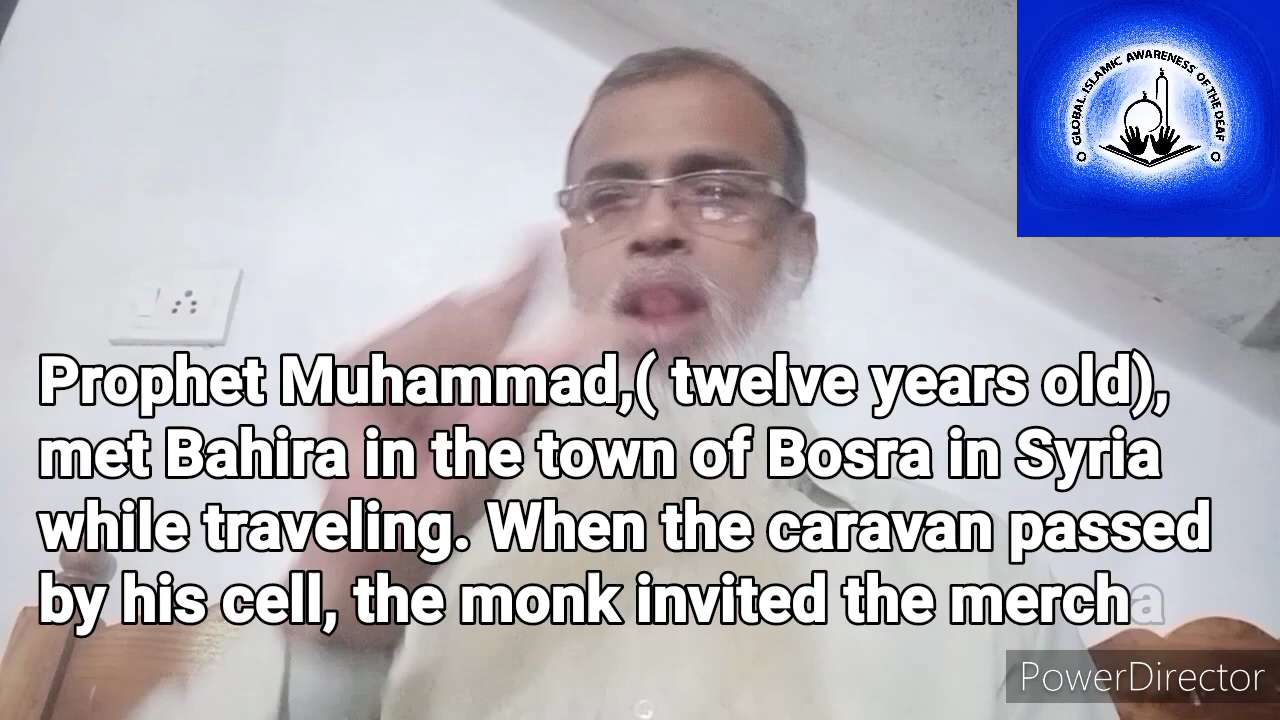 GLOBAL ISLAMIC AWARENESS OF THE DEAF
Prophet Muhammad,( twelve years old),
met Bahira in the town of Bosra in Syria
while traveling. When the caravan passed
by his cell, the monk invited the mercha
PowerDirector